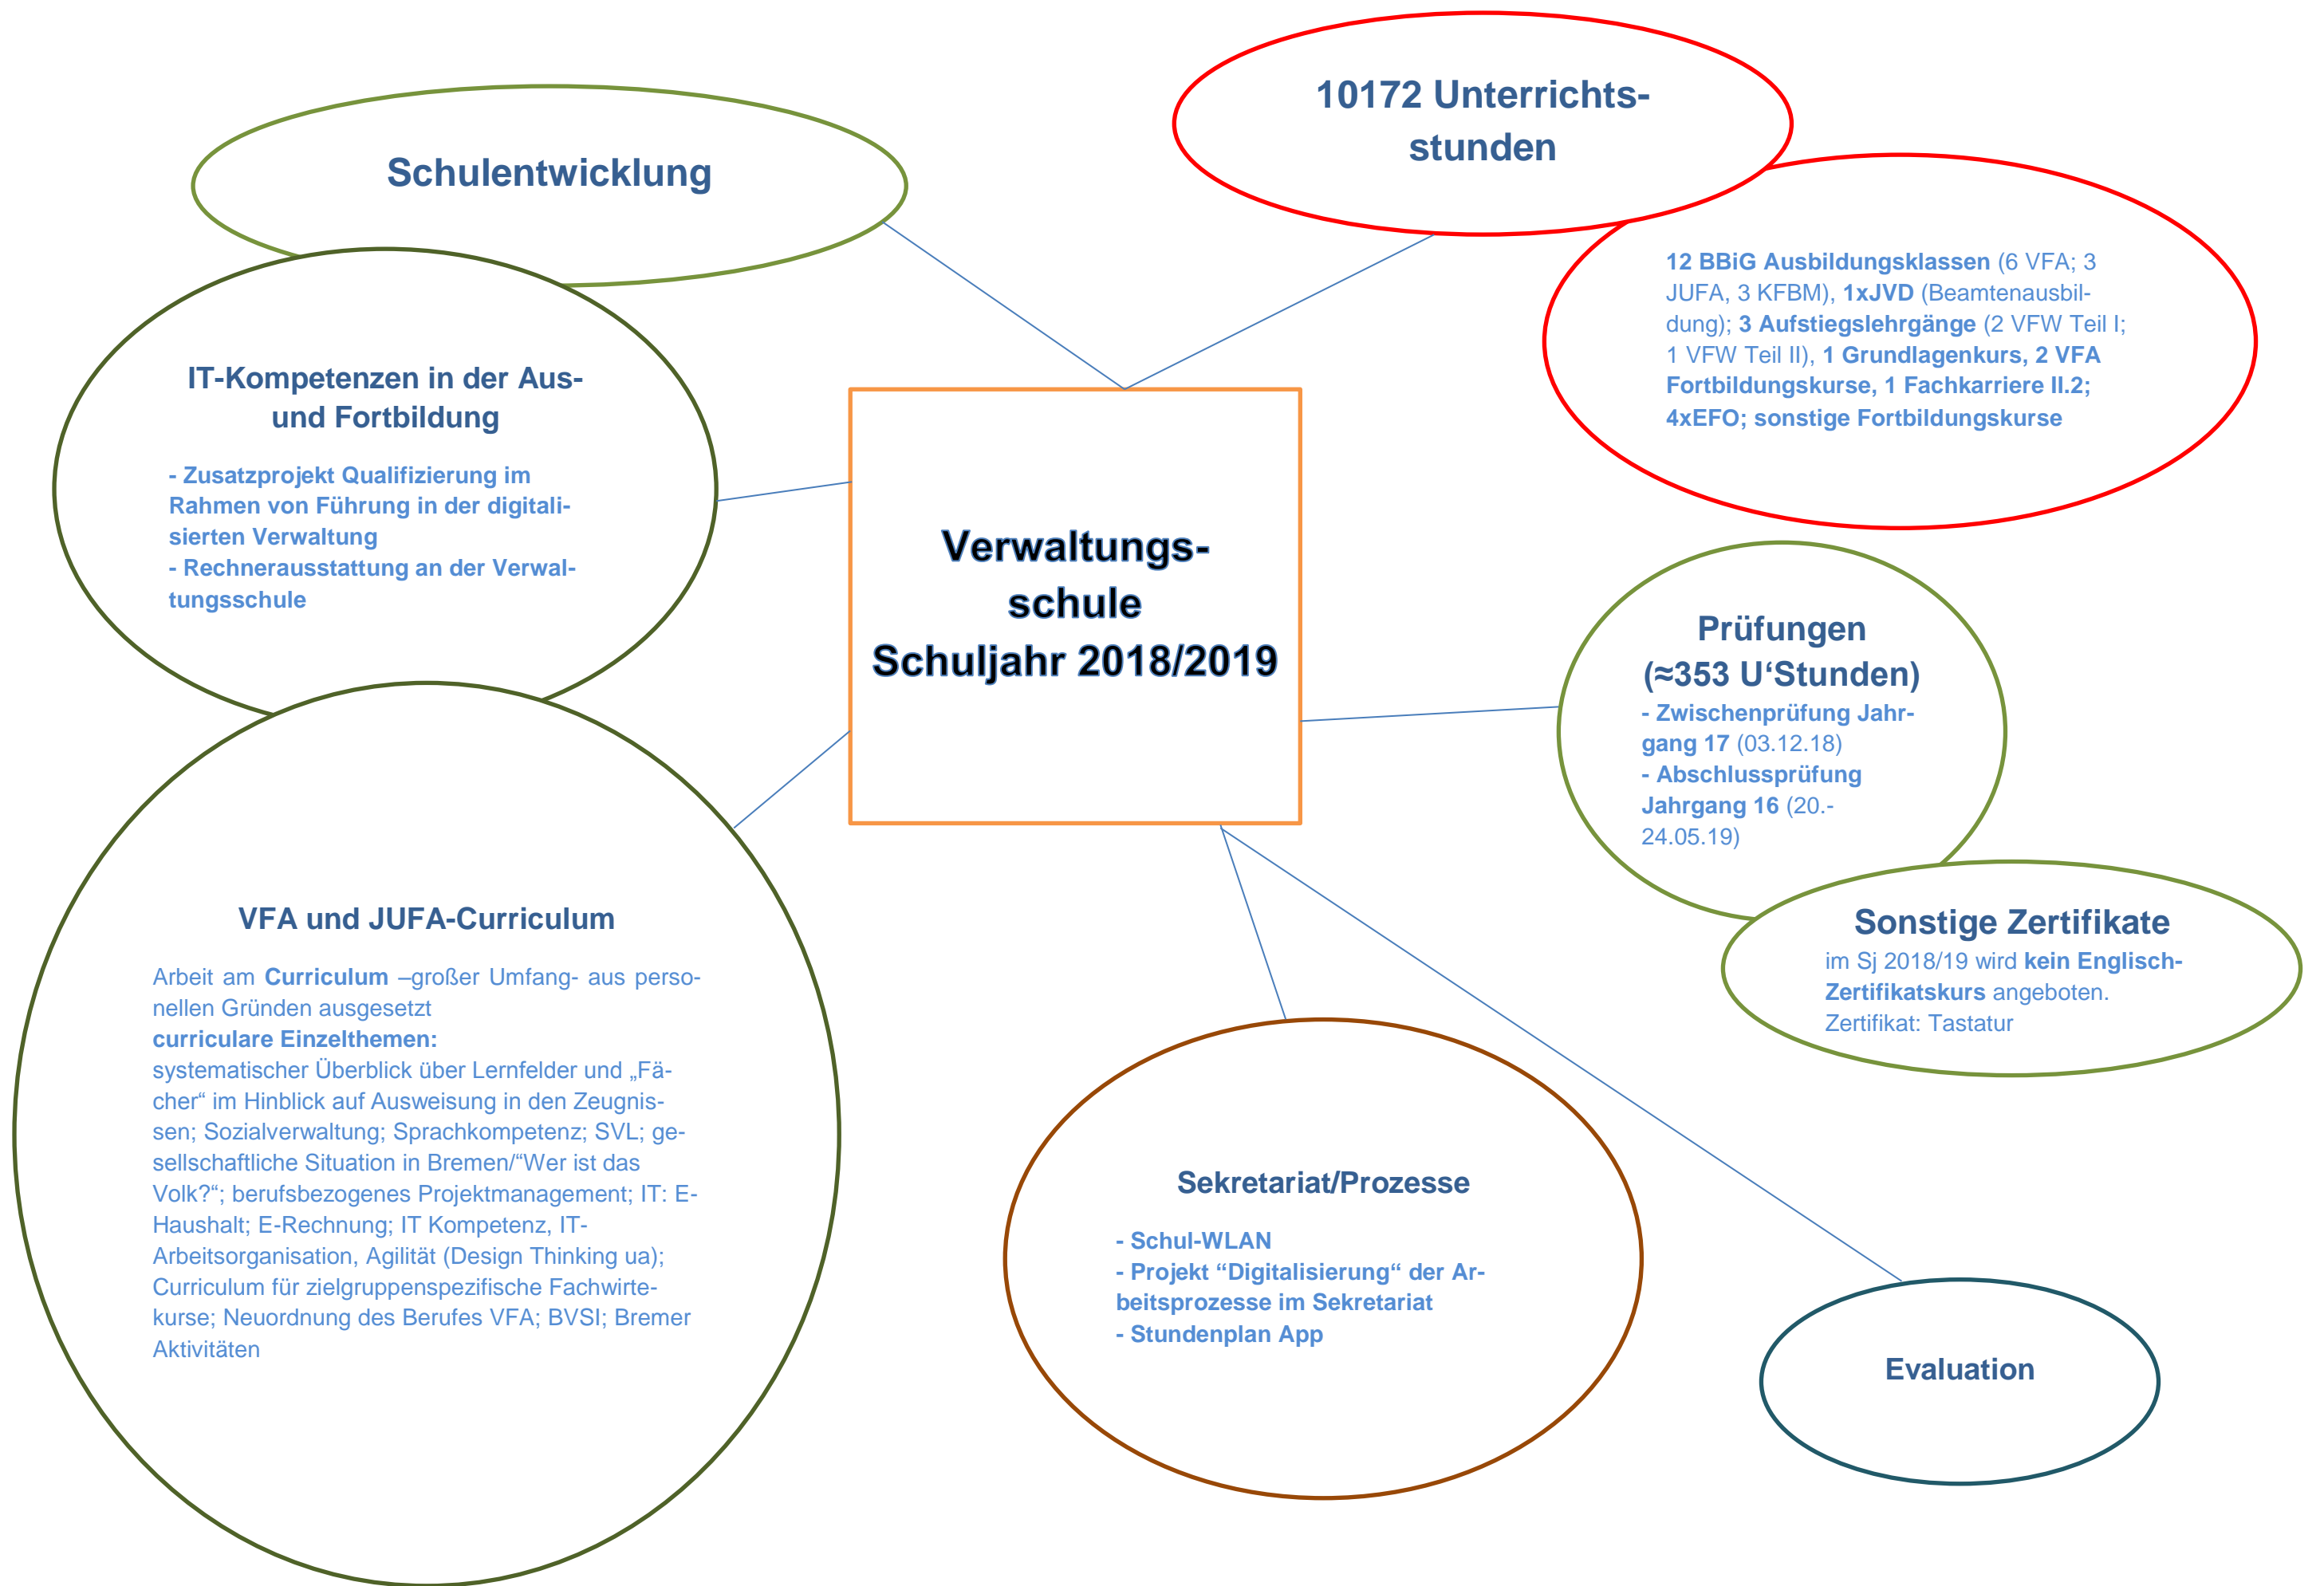 Schulentwicklung
10172 Unterrichts-
stunden
12 BBiG Ausbildungsklassen (6 VFA; 3
JUFA, 3 KFBM), 1xJVD (Beamtenausbil-
dung); 3 Aufstiegslehrgänge (2 VFW Teil I;
1 VFW Teil II), 1 Grundlagenkurs, 2 VFA
Fortbildungskurse, 1 Fachkarriere II.2;
4xEFO; sonstige Fortbildungskurse
IT-Kompetenzen in der Aus-
und Fortbildung
- Zusatzprojekt Qualifizierung im
Rahmen von Führung in der digitali-
sierten Verwaltung
- Rechnerausstattung an der Verwal-
tungsschule
Verwaltungs-
schule
Schuljahr 2018/2019
Prüfungen
(≈353 U‘Stunden)
- Zwischenprüfung Jahr-
gang 17 (03.12.18)
- Abschlussprüfung
Jahrgang 16 (20.-
24.05.19)
Sonstige Zertifikate
im Sj 2018/19 wird kein Englisch-
Zertifikatskurs angeboten.
Zertifikat: Tastatur
VFA und JUFA-Curriculum
Arbeit am Curriculum –großer Umfang- aus perso-
nellen Gründen ausgesetzt
curriculare Einzelthemen:
systematischer Überblick über Lernfelder und „Fä-
cher“ im Hinblick auf Ausweisung in den Zeugnis-
sen; Sozialverwaltung; Sprachkompetenz; SVL; ge-
sellschaftliche Situation in Bremen/“Wer ist das
Volk?“; berufsbezogenes Projektmanagement; IT: E-
Haushalt; E-Rechnung; IT Kompetenz, IT-
Arbeitsorganisation, Agilität (Design Thinking ua);
Curriculum für zielgruppenspezifische Fachwirte-
kurse; Neuordnung des Berufes VFA; BVSI; Bremer
Aktivitäten
Sekretariat/Prozesse
- Schul-WLAN
- Projekt “Digitalisierung“ der Ar-
beitsprozesse im Sekretariat
- Stundenplan App
Evaluation